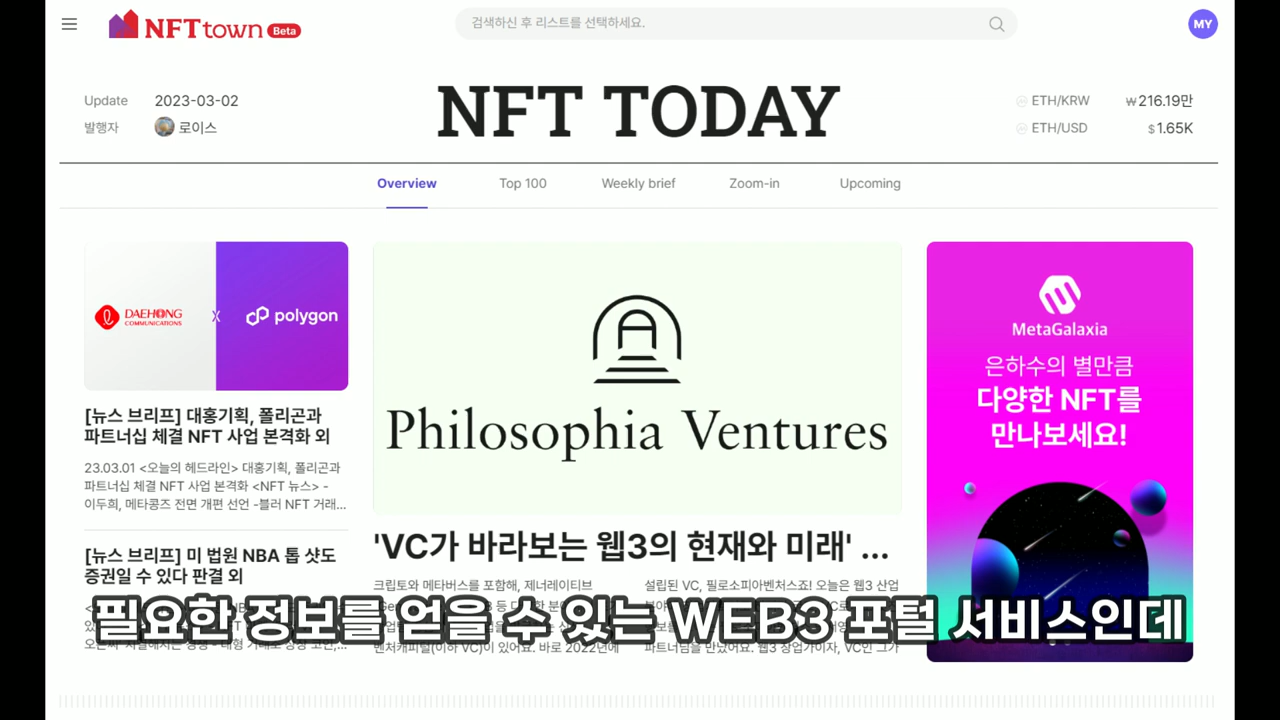 NFTtown Beta
검색하신 후 리스트를 선택하세요.
MY
Update 2023-03-02
발행자 로이스
NFT TODAY
ETH/KRW ₩216.19만
ETH/USD $1.65K
Overview Top 100 Weekly brief Zoom-in Upcoming
DAEHONG
COMMUNICATIONS
X
polygon
[뉴스 브리프] 대홍기획, 폴리곤과
파트너십 체결 NFT 사업 본격화 외
23.03.01 <오늘의 헤드라인> 대홍기획, 폴리곤과
파트너십 체결 NFT 사업 본격화 <NFT 뉴스> -
이두희, 메타콩즈 전면 개편 선언 -블러 NFT 거래...
[뉴스 브리프] 미 법원 NBA 톱 샷도
증권일 수 있다 판결 외
Philosophia Ventures
'VC가 바라보는 웹3의 현재와 미래' ...
크립토와 메타버스를 포함해, 제너레이티브
벤처캐피털(이하 VC)이 있어요. 바로 2022년에
설립된 VC, 필로소피아벤처스죠! 오늘은 웹3 산업
파트너님을 만났어요. 웹3 창업가이자, VC인 그가
MetaGalaxia
은하수의 별만큼
다양한 NFT를
만나보세요!
필요한 정보를 얻을 수 있는 WEB3 포털 서비스인데